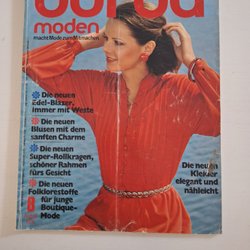 burda
moden
macht Mode zum Mitmachen
Die neuen
Edel-Blazer,
immer mit Weste
Die neuen
Blusen mit dem
sanften Charme
Die neuen
Super-Rollkragen,
schöner Rahmen
fürs Gesicht
Die neuen
Folklorestoffe
für junge
Boutique-
Mode
Die neuen
Kleider
elegant und
nähleicht
8